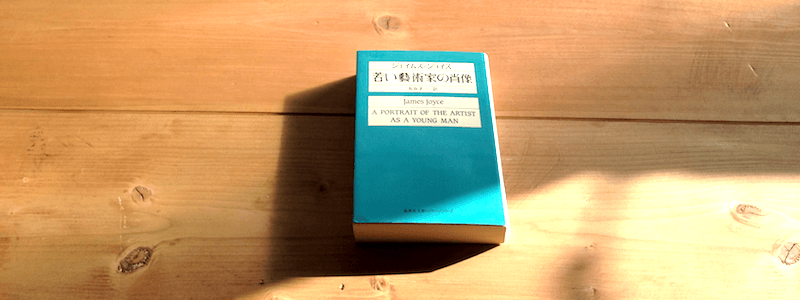 ジェイムズ・ジョイス
若い藝術家の肖像
James Joyce
A PORTRAIT OF THE ARTIST
AS A YOUNG MAN